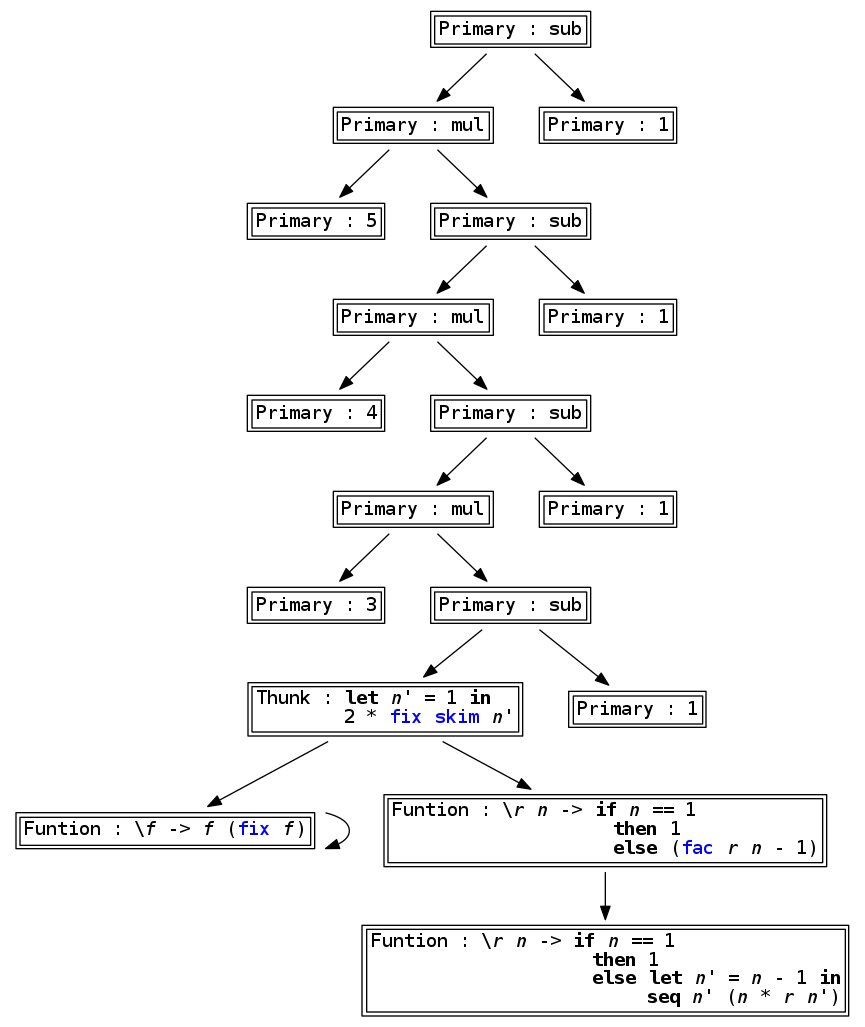 Primary : sub
Primary : mul
Primary : 1
Primary : 5
Primary : sub
Primary : mul
Primary : 1
Primary : 4
Primary : sub
Primary : mul
Primary : 1
Primary : 3
Primary : sub
Thunk : let n' = 1 in
2 * fix skim n'
Primary : 1
Funtion : \f -> f (fix f)
Funtion : \r n -> if n == 1
then 1
else (fac r n - 1)
Funtion : \r n -> if n == 1
then 1
else let n' = n - 1 in
seq n' (n * r n')